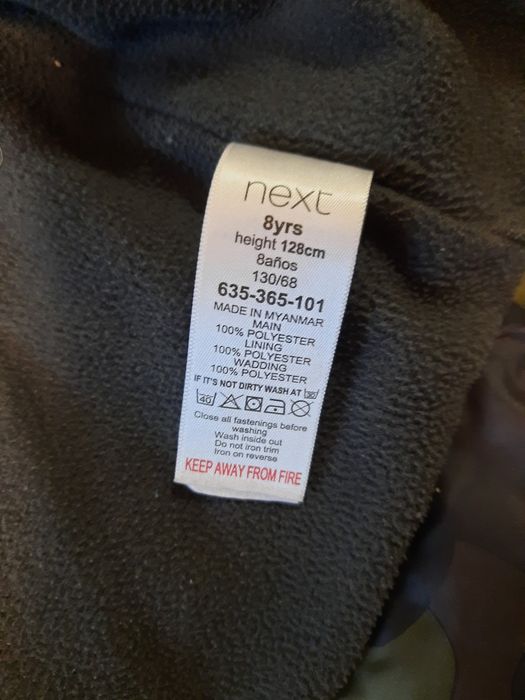 next
8yrs
height 128cm
8años
130/68
635-365-101
MADE IN MYANMAR
MAIN
100% POLYESTER
LINING
100% POLYESTER
WADDING
100% POLYESTER
IF IT'S NOT DIRTY WASH AT
40
Close all fastenings before
washing
Wash inside out
Do not iron trim
Iron on reverse
KEEP AWAY FROM FIRE